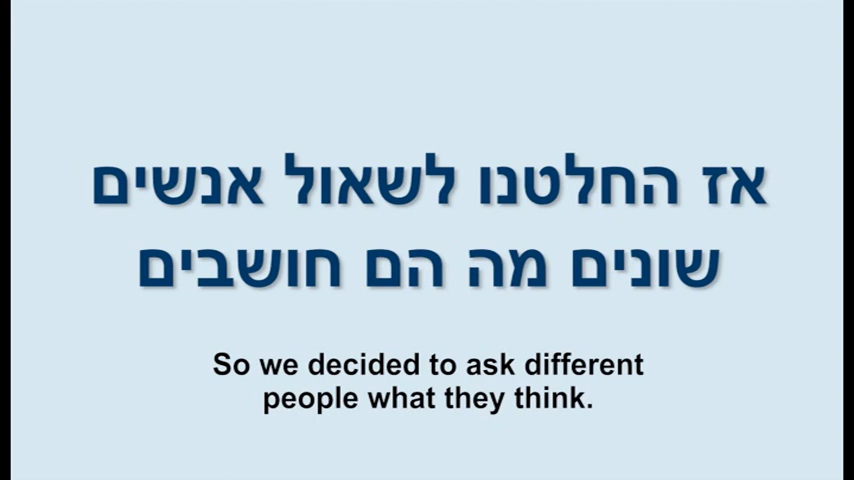 אז החלטנו לשאול אנשים
שונים מה הם חושבים
So we decided to ask different
people what they think.